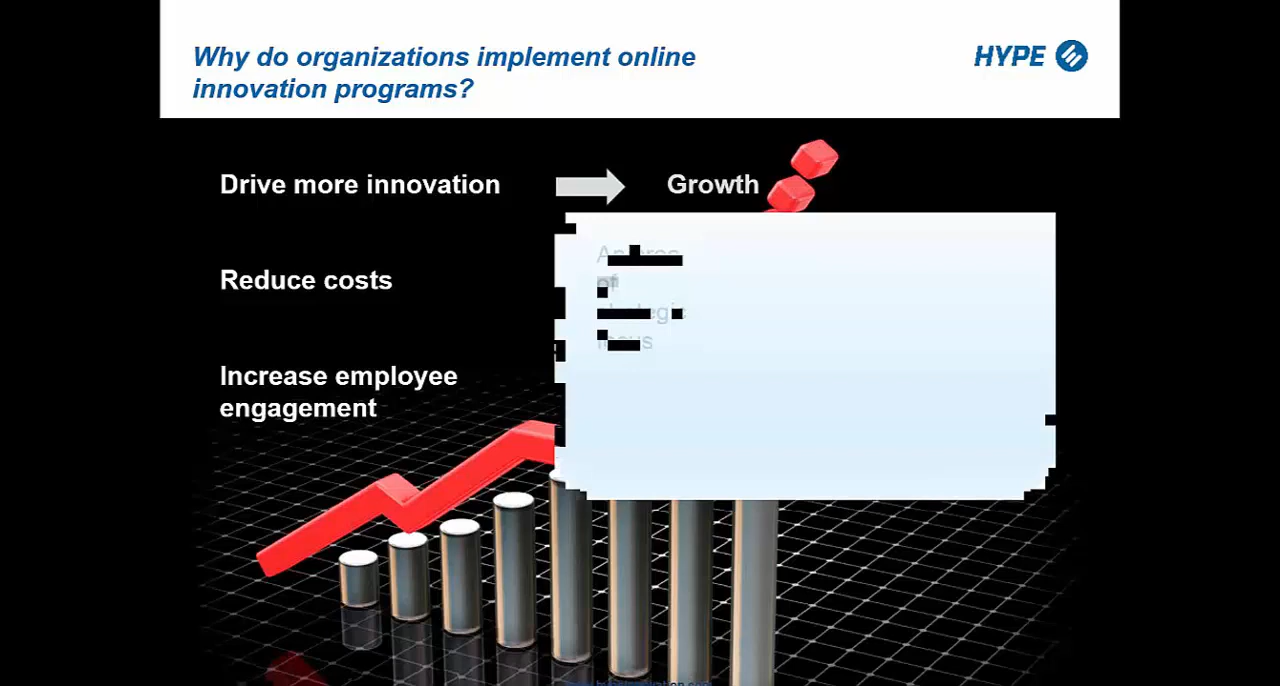 Why do organizations implement online
innovation programs?
HYPE
Drive more innovation
Growth
Reduce costs
Increase employee
engagement